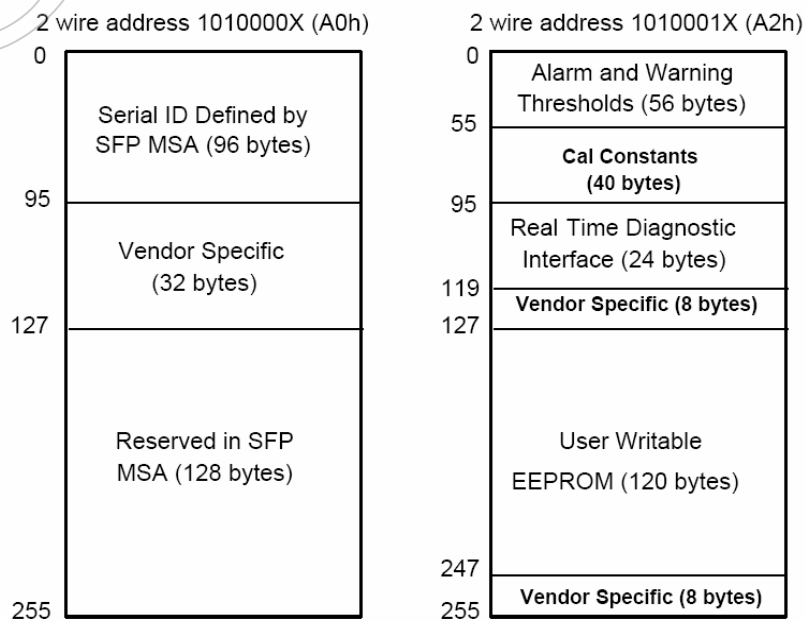 2 wire address 1010000X (A0h)
0
Serial ID Defined by
SFP MSA (96 bytes)
95
Vendor Specific
(32 bytes)
127
Reserved in SFP
MSA (128 bytes)
255
2 wire address 1010001X (A2h)
0
Alarm and Warning
Thresholds (56 bytes)
55
Cal Constants
(40 bytes)
95
Real Time Diagnostic
Interface (24 bytes)
119
Vendor Specific (8 bytes)
127
User Writable
EEPROM (120 bytes)
247
Vendor Specific (8 bytes)
255